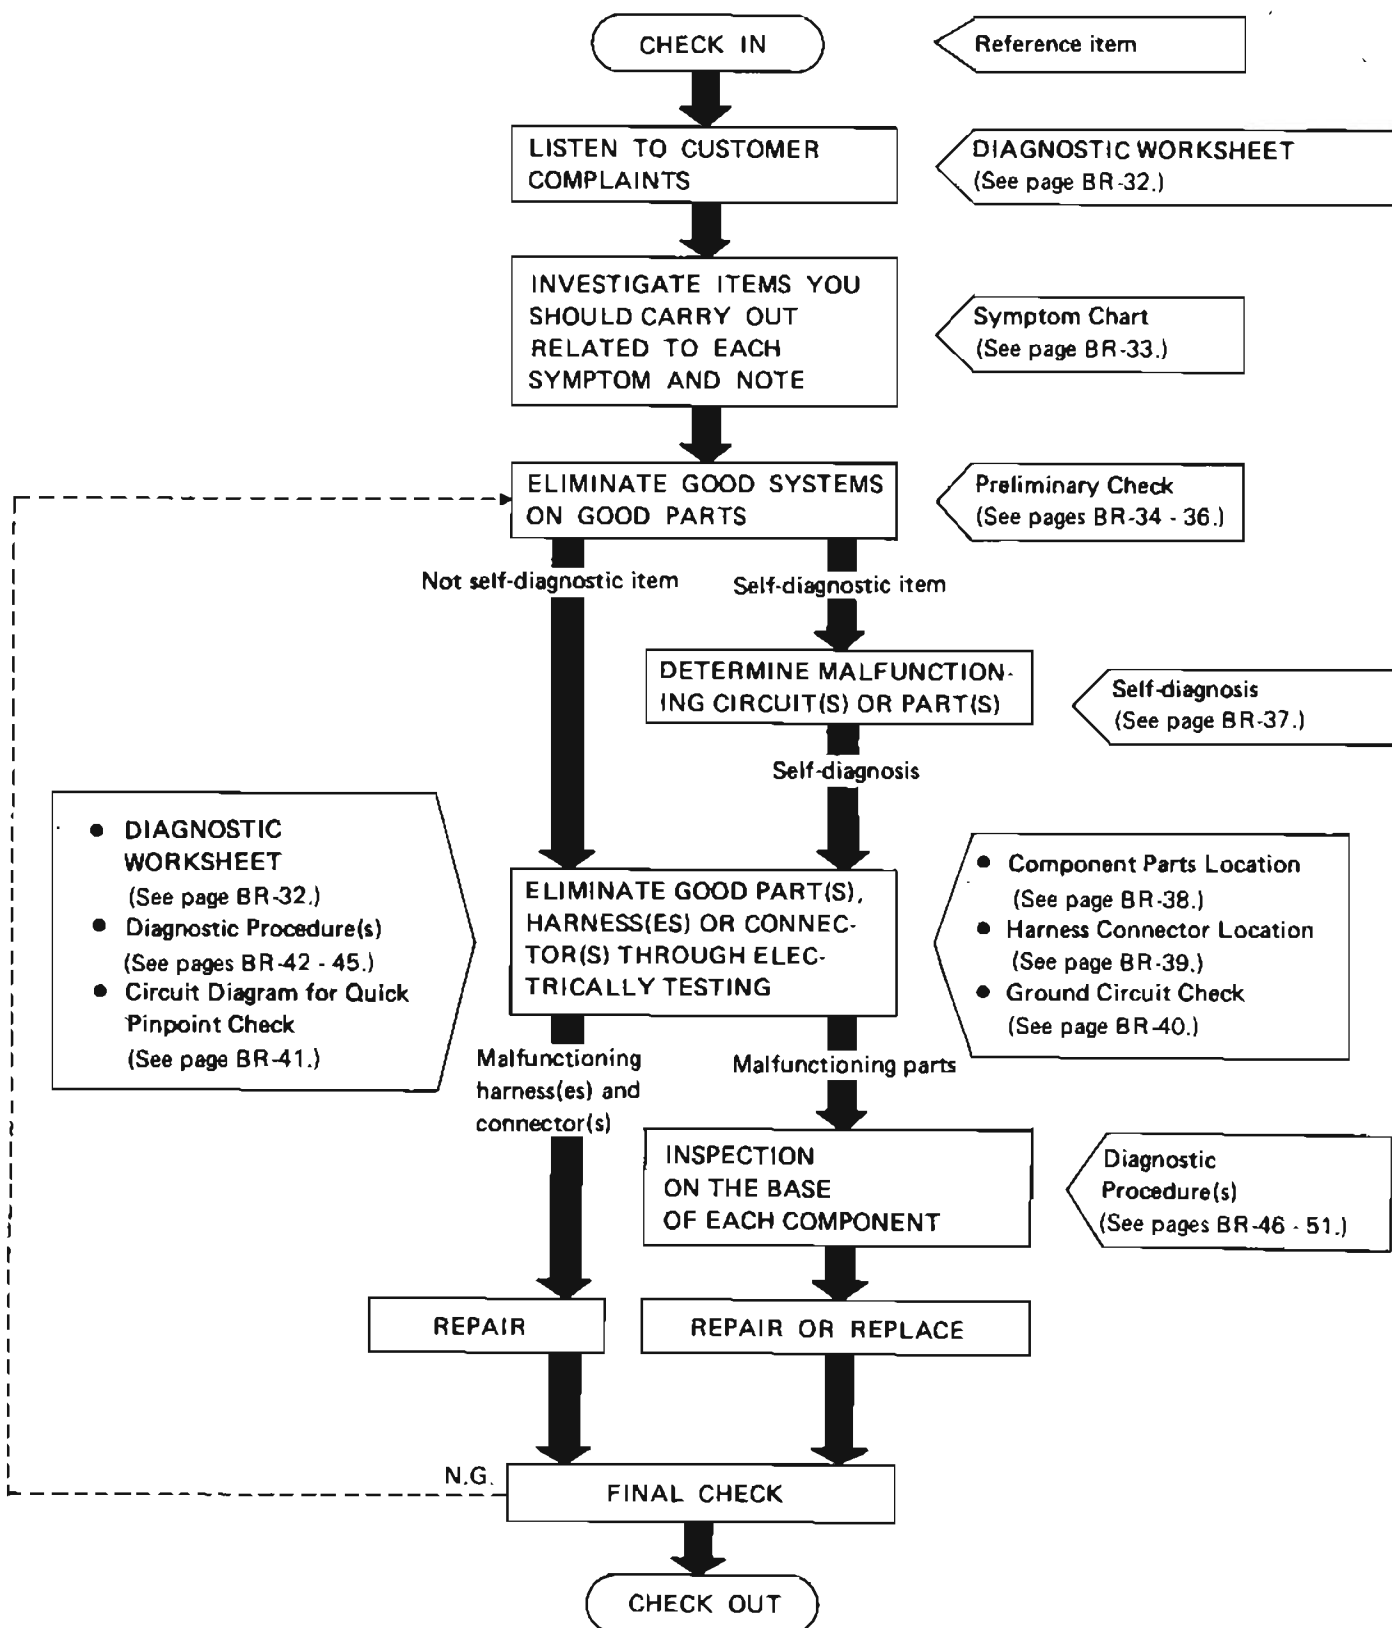 CHECK IN
Reference item
LISTEN TO CUSTOMER
COMPLAINTS
DIAGNOSTIC WORKSHEET
(See page BR-32.)
INVESTIGATE ITEMS YOU
SHOULD CARRY OUT
RELATED TO EACH
SYMPTOM AND NOTE
Symptom Chart
(See page BR-33.)
ELIMINATE GOOD SYSTEMS
ON GOOD PARTS
Preliminary Check
(See pages BR-34 - 36.)
Not self-diagnostic item
Self-diagnostic item
DETERMINE MALFUNCTION-
ING CIRCUIT(S) OR PART(S)
Self-diagnosis
(See page BR-37.)
Self-diagnosis
● DIAGNOSTIC
WORKSHEET
(See page BR-32.)
● Diagnostic Procedure(s)
(See pages BR-42 - 45.)
● Circuit Diagram for Quick
Pinpoint Check
(See page BR-41.)
ELIMINATE GOOD PART(S),
HARNESS(ES) OR CONNEC-
TOR(S) THROUGH ELEC-
TRICALLY TESTING
● Component Parts Location
(See page BR-38.)
● Harness Connector Location
(See page BR-39.)
● Ground Circuit Check
(See page BR-40.)
Malfunctioning
harness(es) and
connector(s)
Malfunctioning parts
INSPECTION
ON THE BASE
OF EACH COMPONENT
Diagnostic
Procedure(s)
(See pages BR-46 - 51.)
REPAIR
REPAIR OR REPLACE
N.G.
FINAL CHECK
CHECK OUT